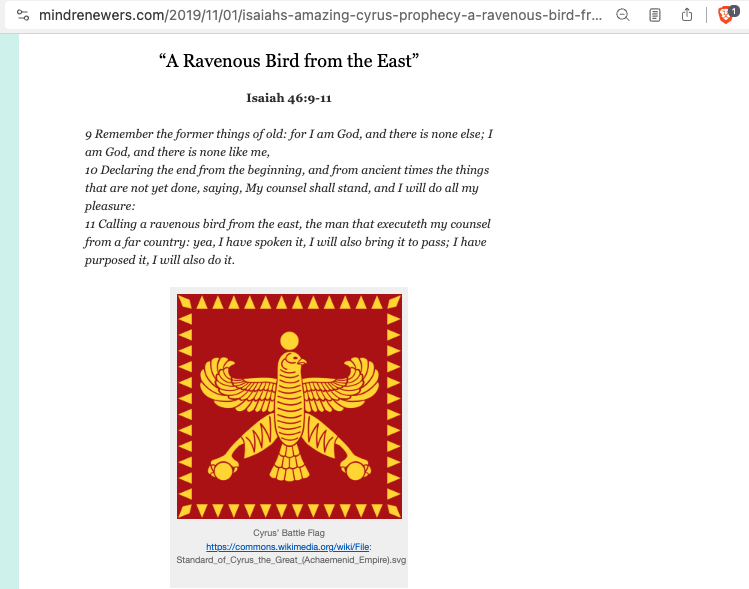 mindrenewers.com/2019/11/01/isaiahs-amazing-cyrus-prophecy-a-ravenous-bird-fr...
1
“A Ravenous Bird from the East”
Isaiah 46:9-11
9 Remember the former things of old: for I am God, and there is none else; I
am God, and there is none like me,
10 Declaring the end from the beginning, and from ancient times the things
that are not yet done, saying, My counsel shall stand, and I will do all my
pleasure:
11 Calling a ravenous bird from the east, the man that executeth my counsel
from a far country: yea, I have spoken it, I will also bring it to pass; I have
purposed it, I will also do it.
Cyrus’ Battle Flag
https://commons.wikimedia.org/wiki/File:
Standard_of_Cyrus_the_Great_(Achaemenid_Empire).svg